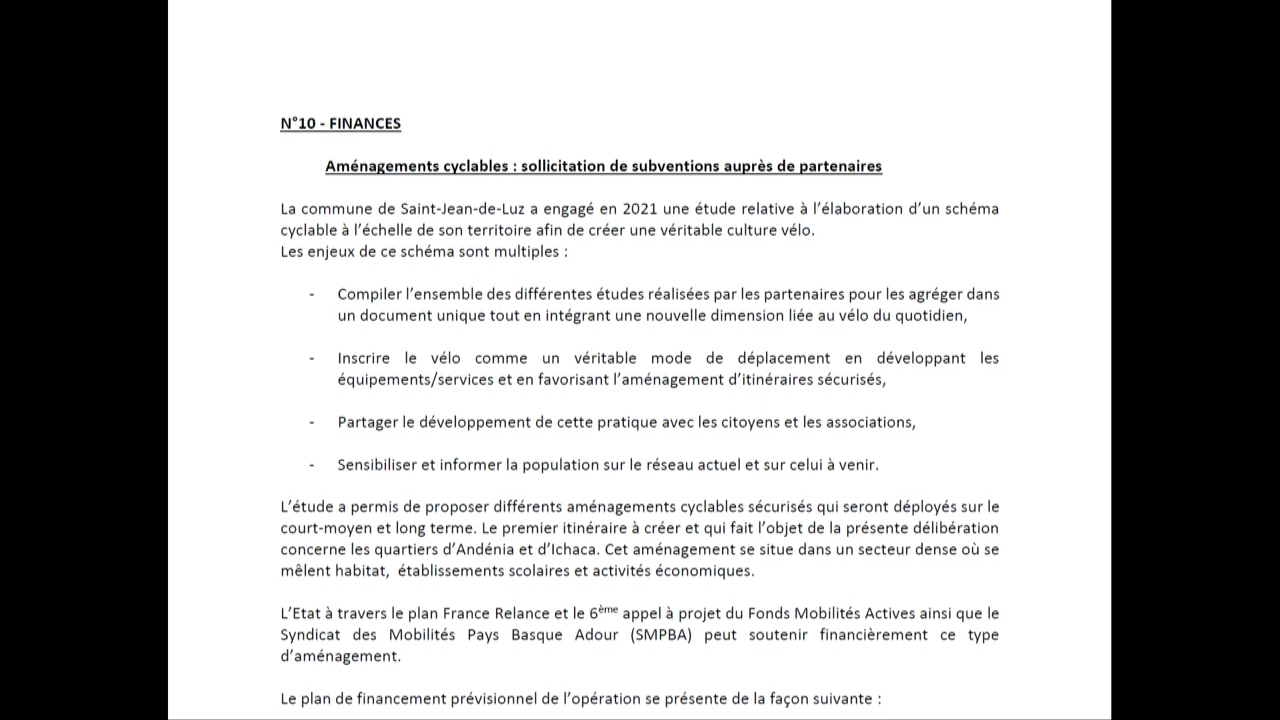 N°10 - FINANCES
Aménagements cyclables : sollicitation de subventions auprès de partenaires
La commune de Saint-Jean-de-Luz a engagé en 2021 une étude relative à l’élaboration d’un schéma
cyclable à l’échelle de son territoire afin de créer une véritable culture vélo.
Les enjeux de ce schéma sont multiples :
- Compiler l’ensemble des différentes études réalisées par les partenaires pour les agréger dans
un document unique tout en intégrant une nouvelle dimension liée au vélo du quotidien,
- Inscrire le vélo comme un véritable mode de déplacement en développant les
équipements/services et en favorisant l’aménagement d’itinéraires sécurisés,
- Partager le développement de cette pratique avec les citoyens et les associations,
- Sensibiliser et informer la population sur le réseau actuel et sur celui à venir.
L’étude a permis de proposer différents aménagements cyclables sécurisés qui seront déployés sur le
court-moyen et long terme. Le premier itinéraire à créer et qui fait l’objet de la présente délibération
concerne les quartiers d’Andénia et d’Ichaca. Cet aménagement se situe dans un secteur dense où se
mêlent habitat, établissements scolaires et activités économiques.
L’Etat à travers le plan France Relance et le 6ème appel à projet du Fonds Mobilités Actives ainsi que le
Syndicat des Mobilités Pays Basque Adour (SMPBA) peut soutenir financièrement ce type
d’aménagement.
Le plan de financement prévisionnel de l’opération se présente de la façon suivante :